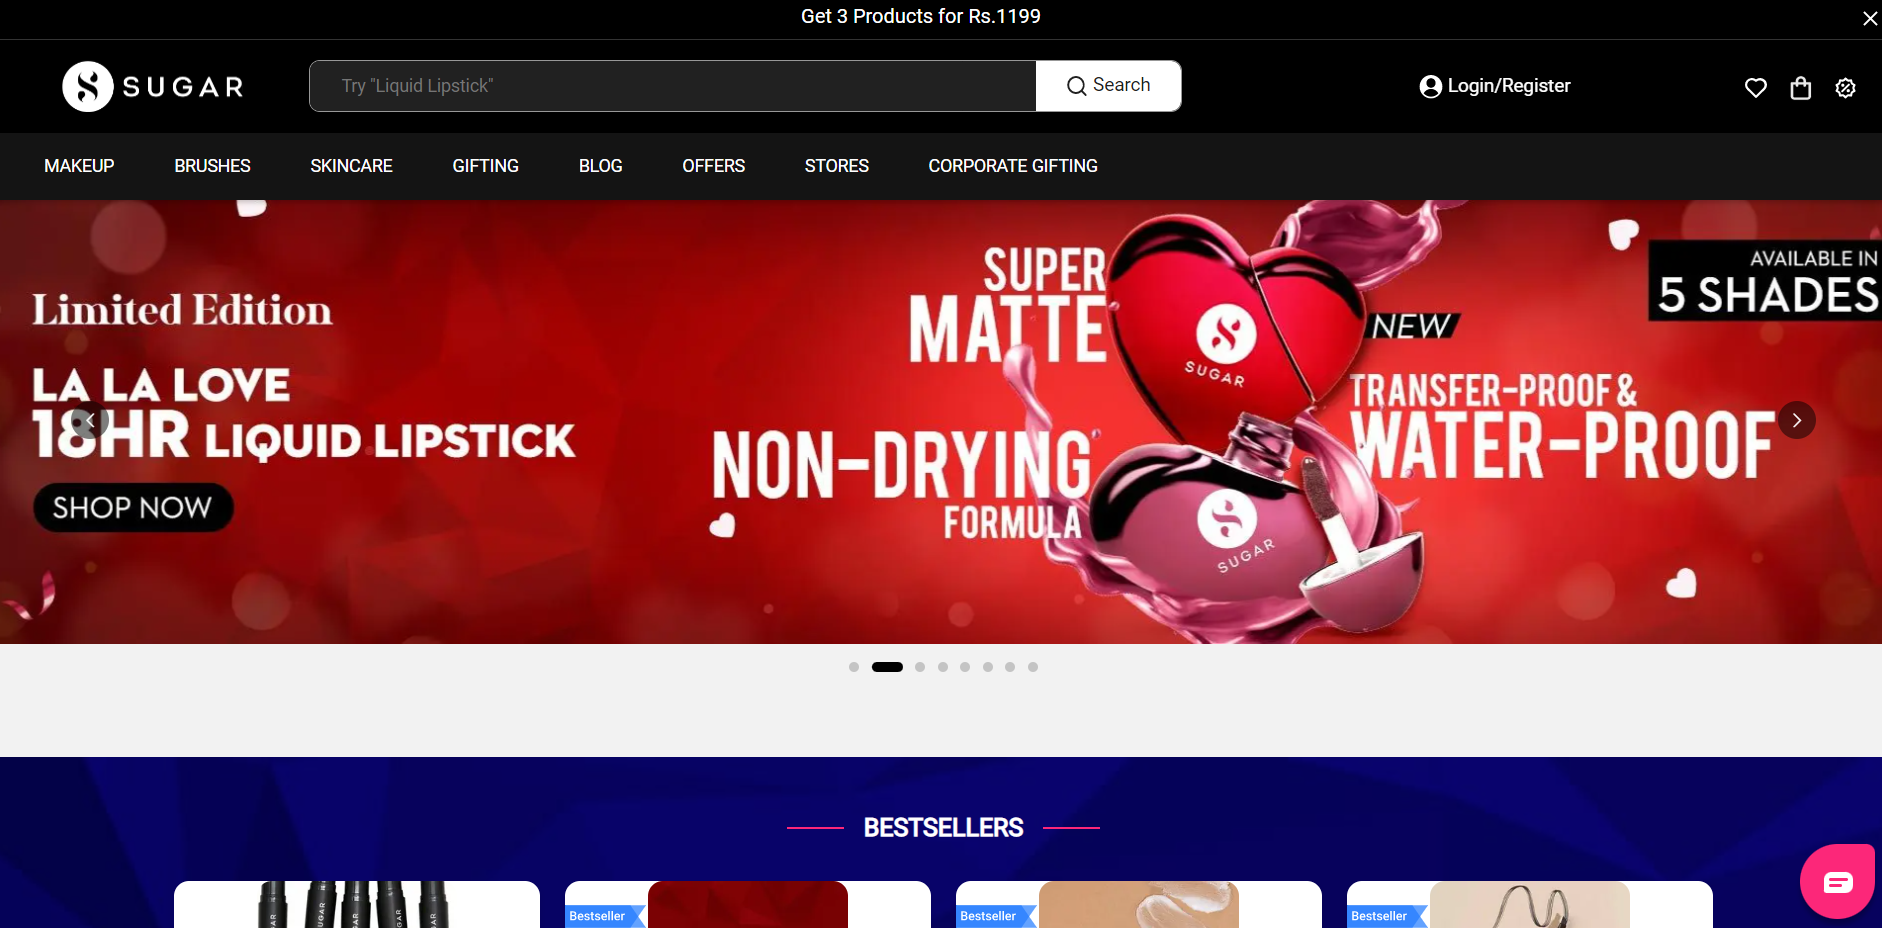 Get 3 Products for Rs.1199
SUGAR
Try "Liquid Lipstick"
Search
Login/Register
MAKEUP
BRUSHES
SKINCARE
GIFTING
BLOG
OFFERS
STORES
CORPORATE GIFTING
Limited Edition
LA LA LOVE
18HR LIQUID LIPSTICK
SHOP NOW
SUPER
MATTE
NON-DRYING
FORMULA
SUGAR
SUGAR
NEW
TRANSFER-PROOF &
WATER-PROOF
AVAILABLE IN
5 SHADES
BESTSELLERS
SUGAR
Bestseller
Bestseller
Bestseller